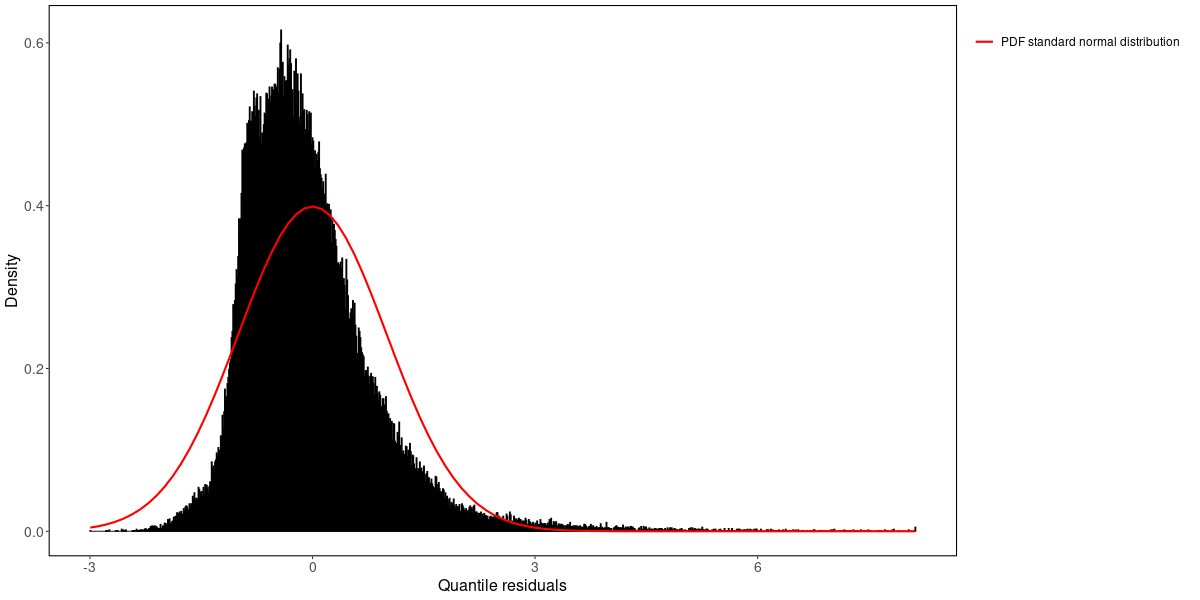 PDF standard normal distribution
0.6
0.4
0.2
0.0
Density
-3 0 3 6
Quantile residuals